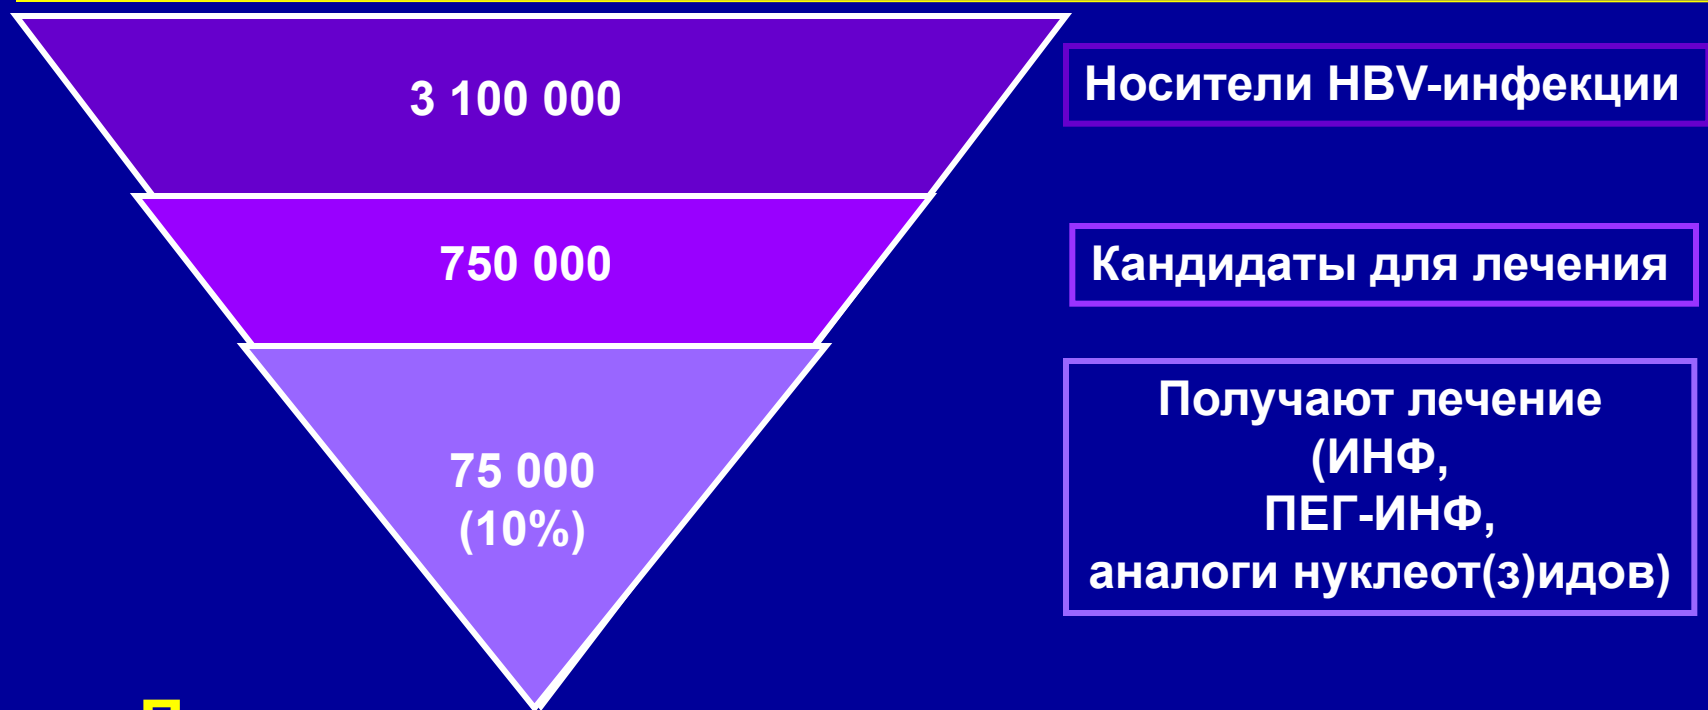 3 100 000
Носители HBV-инфекции
750 000
Кандидаты для лечения
75 000
(10%)
Получают лечение
(ИНФ,
ПЕГ-ИНФ,
аналоги нуклеот(з)идов)